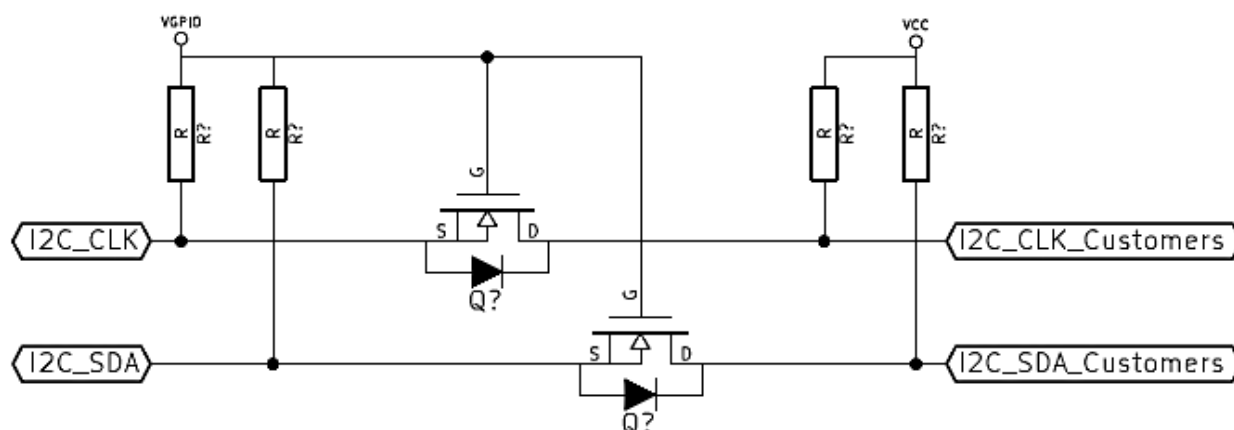 VGPIO
VCC
R R?
R R?
R R?
R R?
G
S D
I2C_CLK
I2C_CLK_Customers
Q?
G
S D
I2C_SDA
I2C_SDA_Customers
Q?